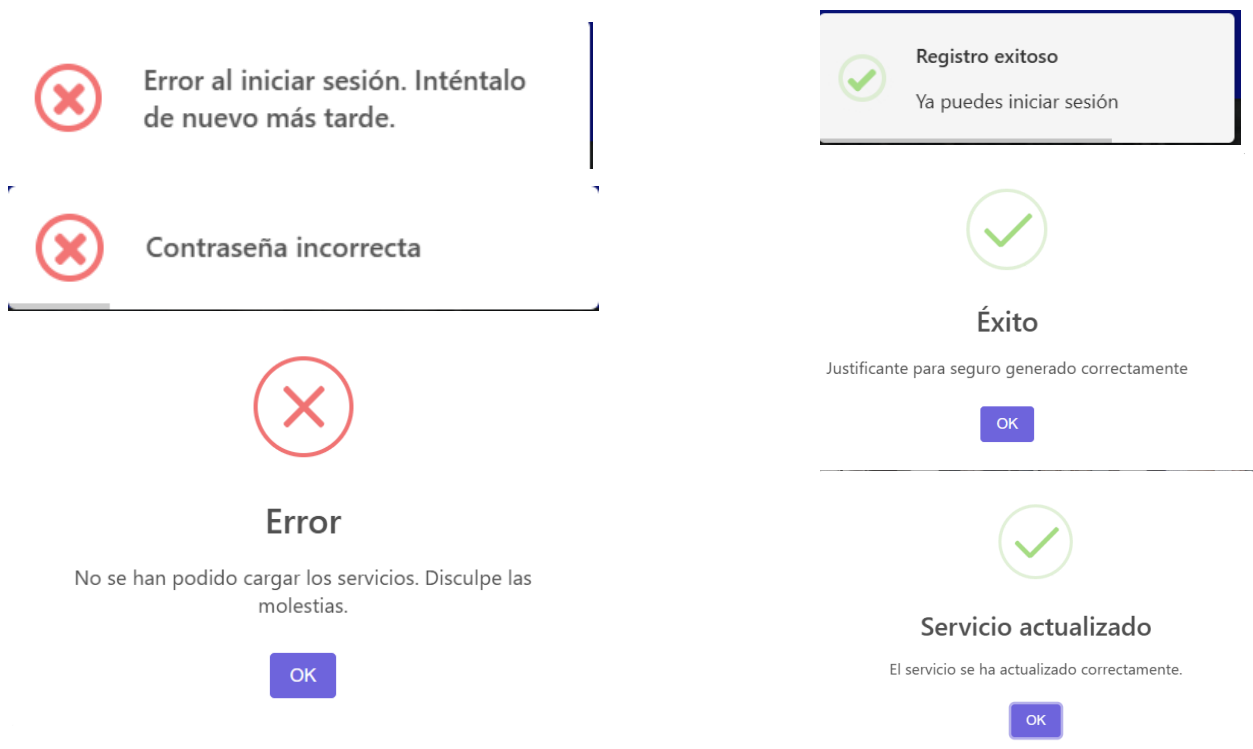 Error al iniciar sesión. Inténtalo
de nuevo más tarde.
Contraseña incorrecta
Error
No se han podido cargar los servicios. Disculpe las
molestias.
OK
Registro exitoso
Ya puedes iniciar sesión
Éxito
Justificante para seguro generado correctamente
OK
Servicio actualizado
El servicio se ha actualizado correctamente.
OK